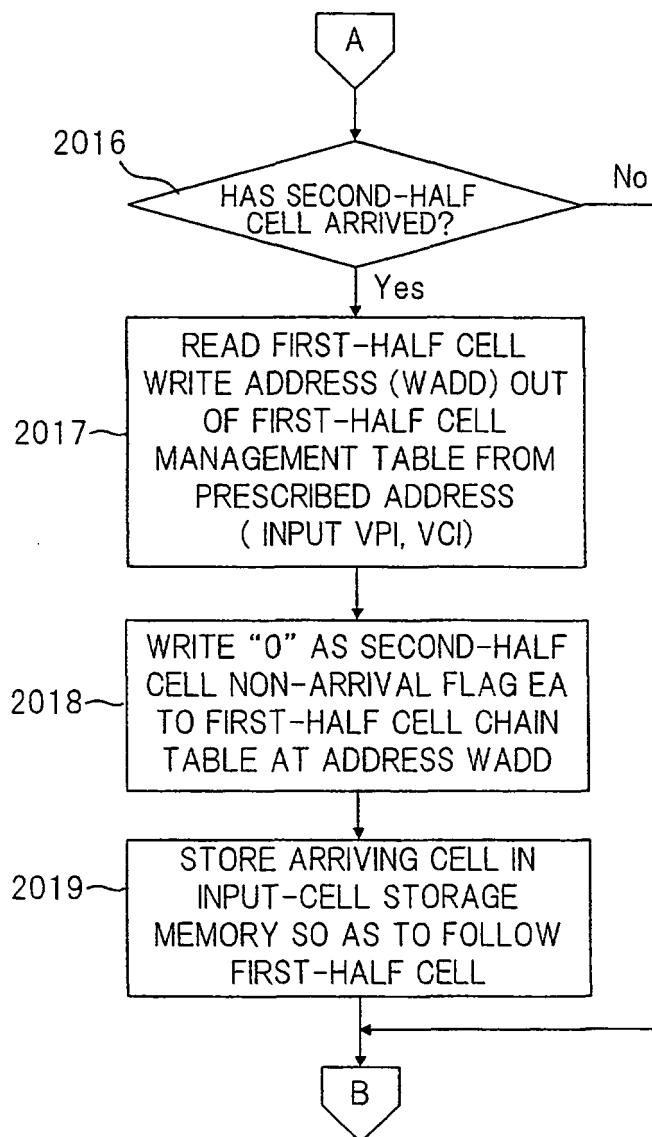 A
2016
HAS SECOND-HALF
CELL ARRIVED?
No
Yes
2017
READ FIRST-HALF CELL
WRITE ADDRESS (WADD) OUT
OF FIRST-HALF CELL
MANAGEMENT TABLE FROM
PRESCRIBED ADDRESS
( INPUT VPI, VCI)
2018
WRITE “0” AS SECOND-HALF
CELL NON-ARRIVAL FLAG EA
TO FIRST-HALF CELL CHAIN
TABLE AT ADDRESS WADD
2019
STORE ARRIVING CELL IN
INPUT-CELL STORAGE
MEMORY SO AS TO FOLLOW
FIRST-HALF CELL
B